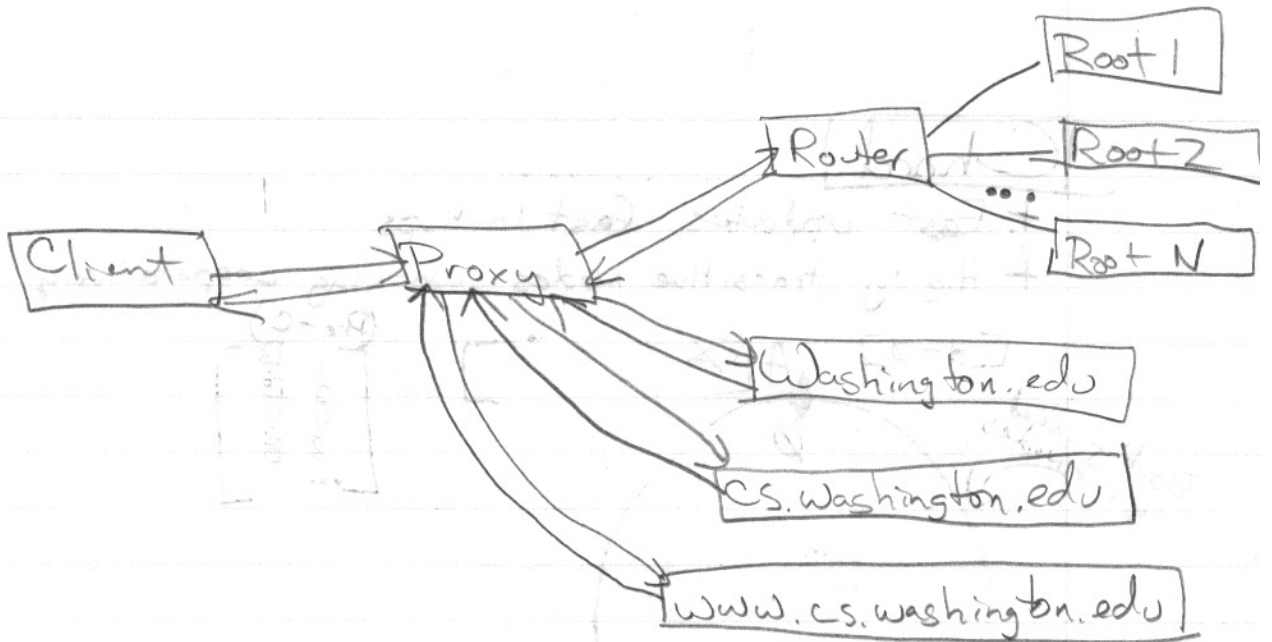 Root 1
Router
Root 2
...
Client
Proxy
Root N
Washington.edu
cs.washington.edu
www.cs.washington.edu